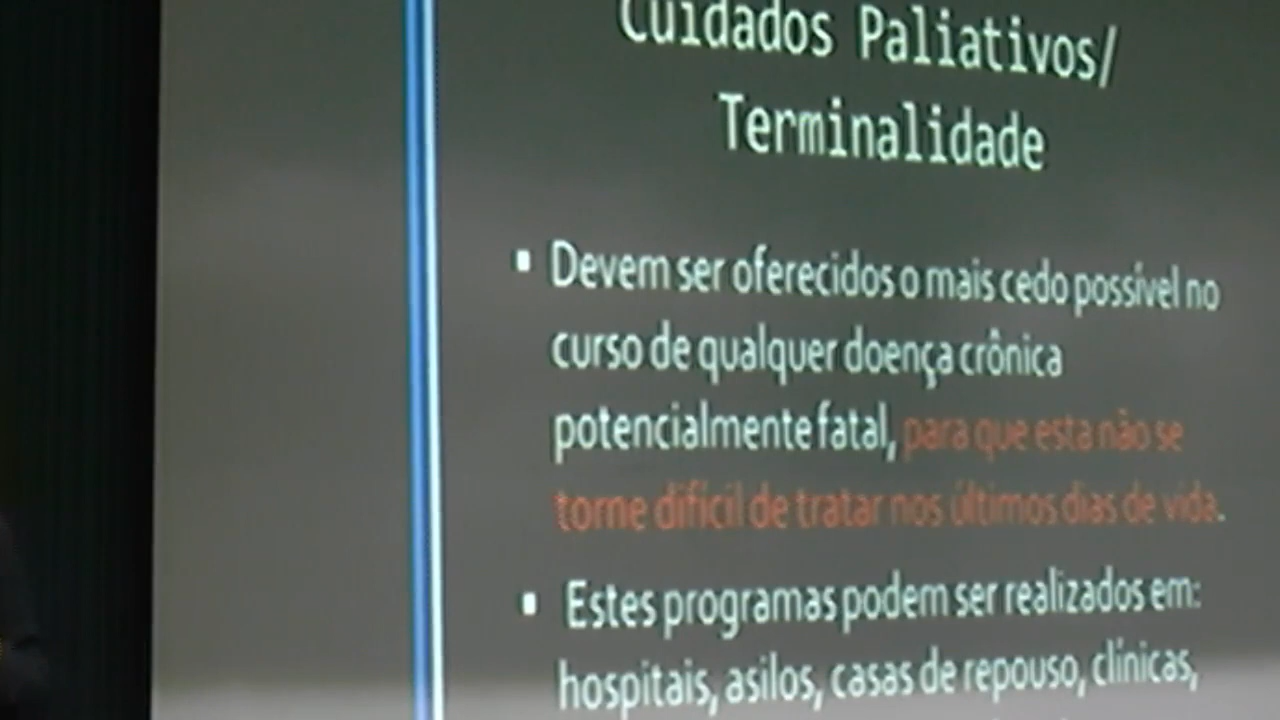 Cuidados Paliativos/
Terminalidade
▪ Devem ser oferecidos o mais cedo possível no
curso de qualquer doença crônica
potencialmente fatal, para que esta não se
torne difícil de tratar nos últimos dias de vida.
▪ Estes programas podem ser realizados em:
hospitais, asilos, casas de repouso, clínicas,